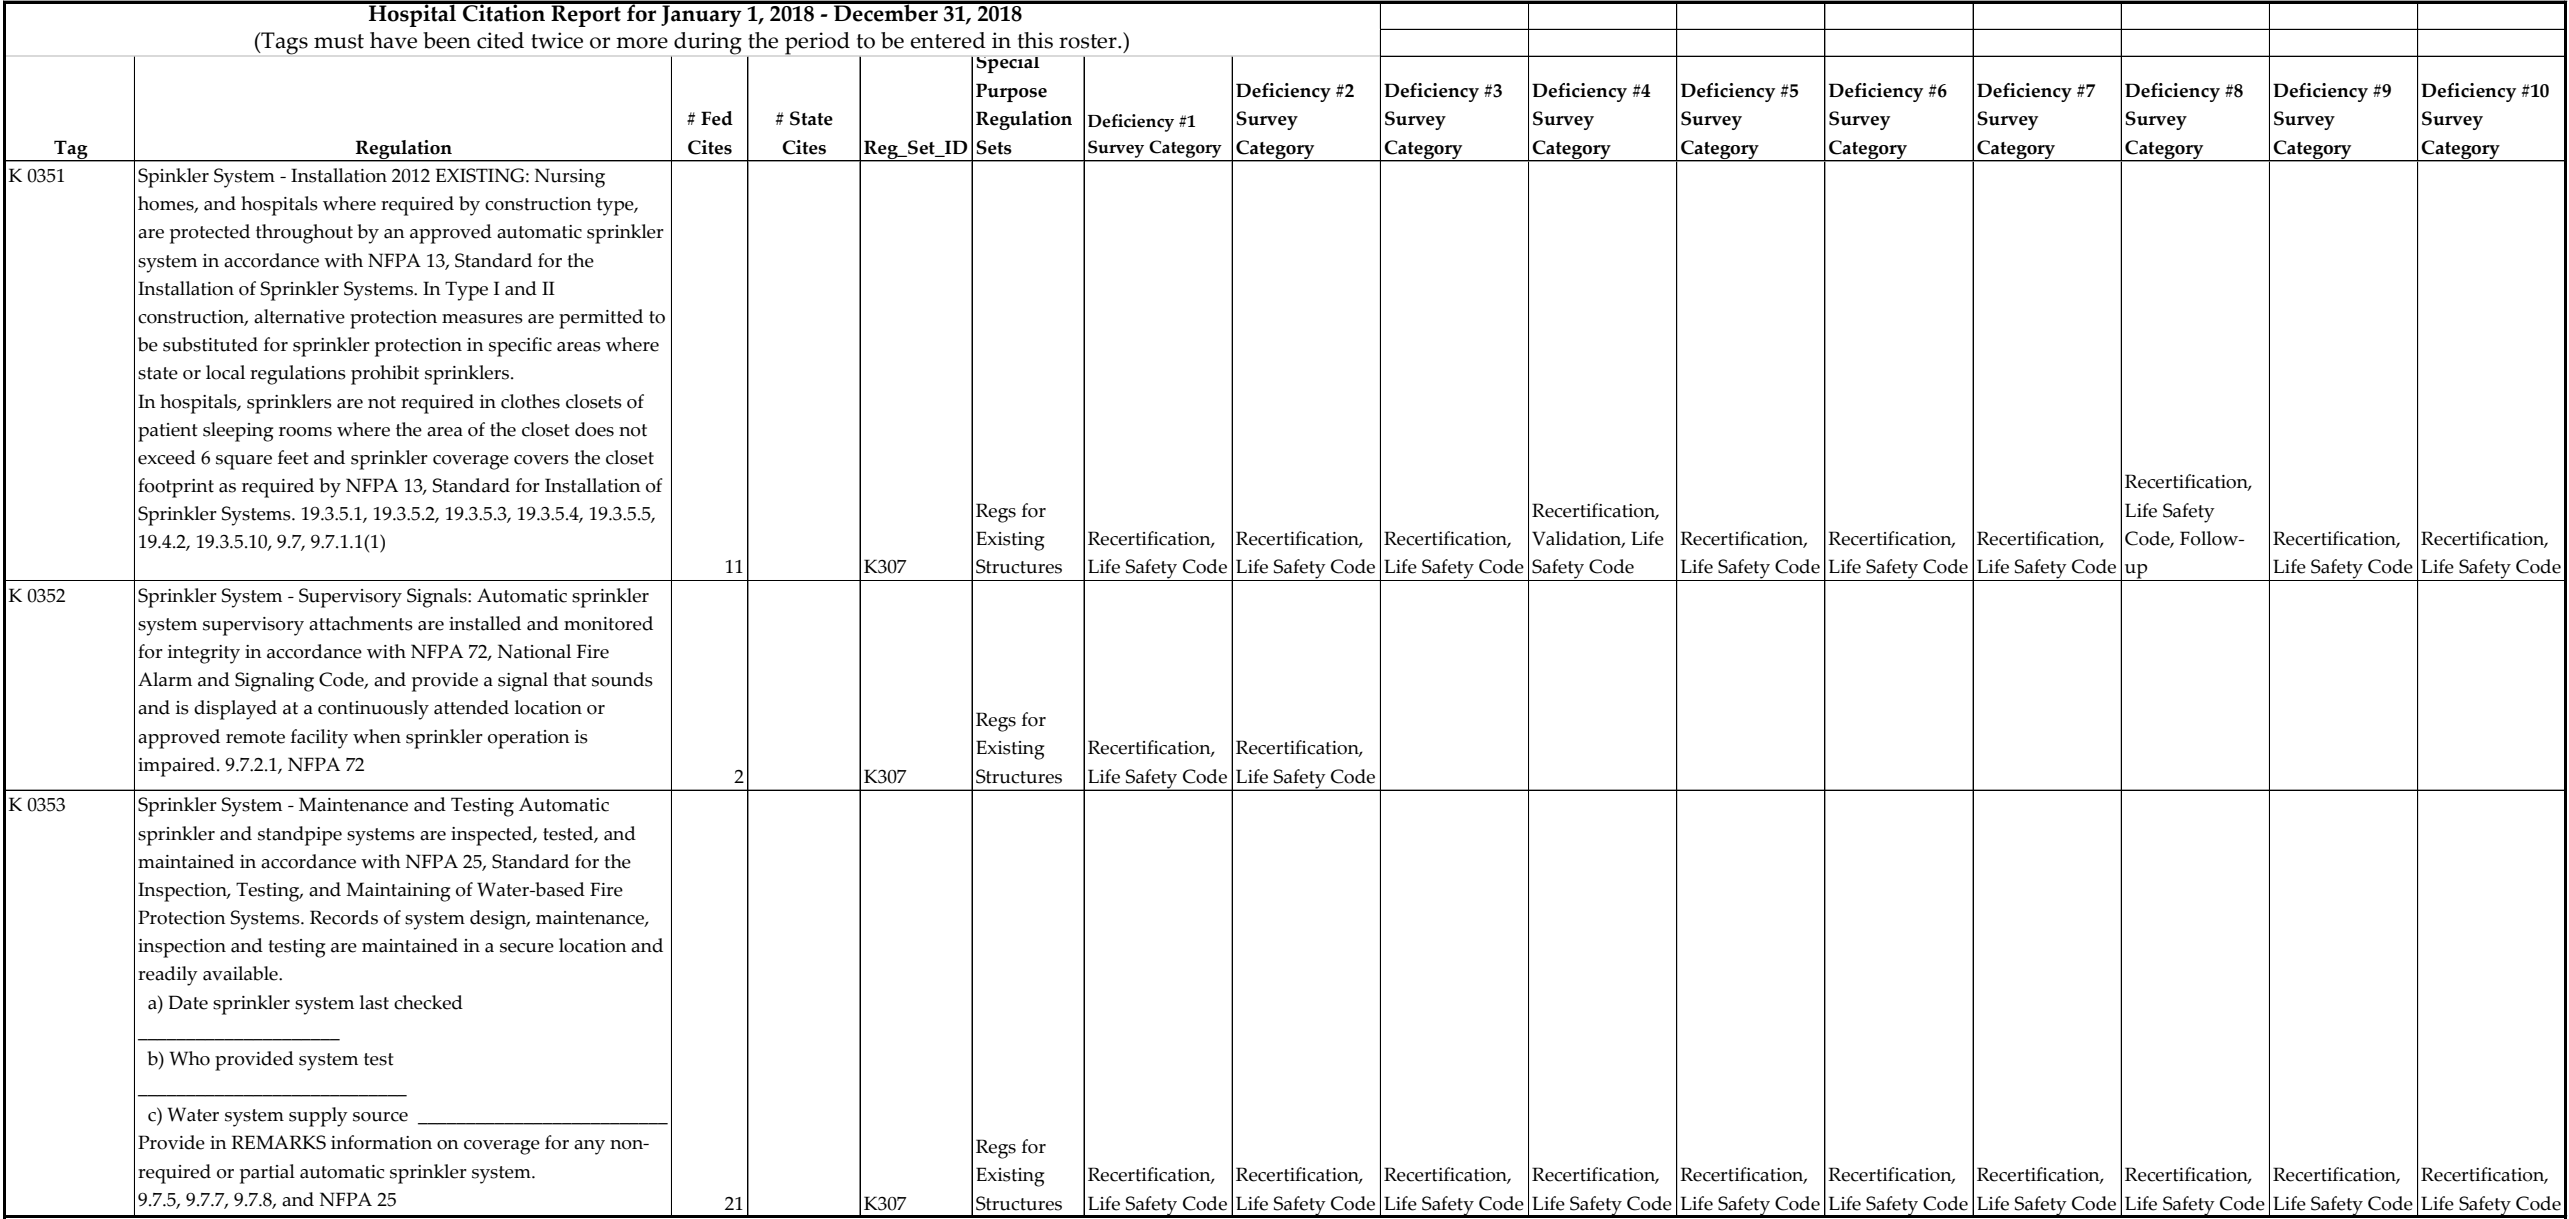 Hospital Citation Report for January 1, 2018 - December 31, 2018
(Tags must have been cited twice or more during the period to be entered in this roster.)
Tag
Regulation
# Fed
Cites
# State
Cites
Reg_Set_ID
Special
Purpose
Regulation
Sets
Deficiency #1
Survey Category
Deficiency #2
Survey
Category
Deficiency #3
Survey
Category
Deficiency #4
Survey
Category
Deficiency #5
Survey
Category
Deficiency #6
Survey
Category
Deficiency #7
Survey
Category
Deficiency #8
Survey
Category
Deficiency #9
Survey
Category
Deficiency #10
Survey
Category
K 0351
Spinkler System - Installation 2012 EXISTING: Nursing
homes, and hospitals where required by construction type,
are protected throughout by an approved automatic sprinkler
system in accordance with NFPA 13, Standard for the
Installation of Sprinkler Systems. In Type I and II
construction, alternative protection measures are permitted to
be substituted for sprinkler protection in specific areas where
state or local regulations prohibit sprinklers.
In hospitals, sprinklers are not required in clothes closets of
patient sleeping rooms where the area of the closet does not
exceed 6 square feet and sprinkler coverage covers the closet
footprint as required by NFPA 13, Standard for Installation of
Sprinkler Systems. 19.3.5.1, 19.3.5.2, 19.3.5.3, 19.3.5.4, 19.3.5.5,
19.4.2, 19.3.5.10, 9.7, 9.7.1.1(1)
11
K307
Regs for
Existing
Structures
Recertification,
Life Safety Code
Recertification,
Life Safety Code
Recertification,
Life Safety Code
Recertification,
Validation, Life
Safety Code
Recertification,
Life Safety Code
Recertification,
Life Safety Code
Recertification,
Life Safety Code
Recertification,
Life Safety
Code, Follow-
up
Recertification,
Life Safety Code
Recertification,
Life Safety Code
K 0352
Sprinkler System - Supervisory Signals: Automatic sprinkler
system supervisory attachments are installed and monitored
for integrity in accordance with NFPA 72, National Fire
Alarm and Signaling Code, and provide a signal that sounds
and is displayed at a continuously attended location or
approved remote facility when sprinkler operation is
impaired. 9.7.2.1, NFPA 72
2
K307
Regs for
Existing
Structures
Recertification,
Life Safety Code
Recertification,
Life Safety Code
K 0353
Sprinkler System - Maintenance and Testing Automatic
sprinkler and standpipe systems are inspected, tested, and
maintained in accordance with NFPA 25, Standard for the
Inspection, Testing, and Maintaining of Water-based Fire
Protection Systems. Records of system design, maintenance,
inspection and testing are maintained in a secure location and
readily available.
a) Date sprinkler system last checked
_____________________
b) Who provided system test
____________________________
c) Water system supply source __________________________
Provide in REMARKS information on coverage for any non-
required or partial automatic sprinkler system.
9.7.5, 9.7.7, 9.7.8, and NFPA 25
21
K307
Regs for
Existing
Structures
Recertification,
Life Safety Code
Recertification,
Life Safety Code
Recertification,
Life Safety Code
Recertification,
Life Safety Code
Recertification,
Life Safety Code
Recertification,
Life Safety Code
Recertification,
Life Safety Code
Recertification,
Life Safety Code
Recertification,
Life Safety Code
Recertification,
Life Safety Code